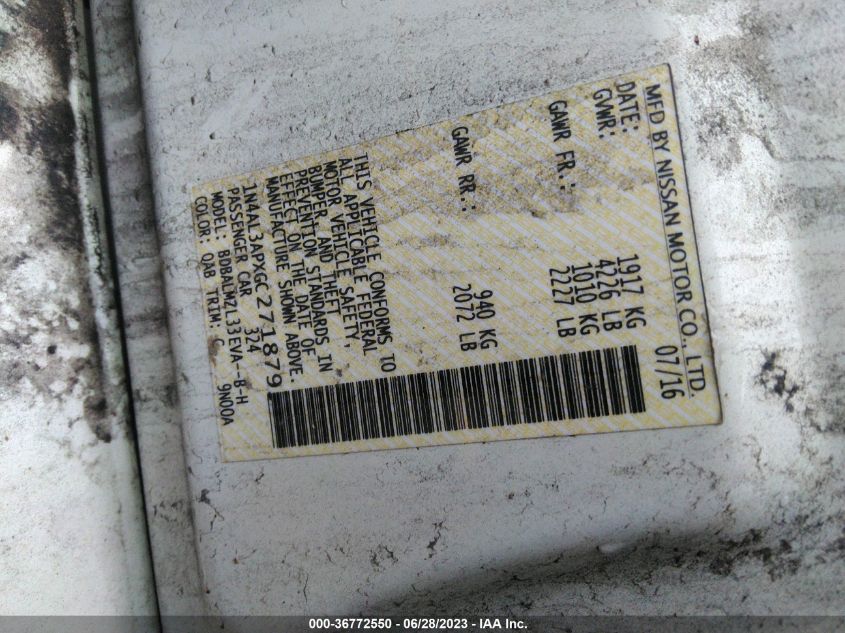 MFD BY NISSAN MOTOR CO., LTD.
DATE: 07/16
GVWR: 1917 KG
4226 LB
GAWR FR.: 1010 KG
2227 LB
GAWR RR.: 940 KG
2072 LB
THIS VEHICLE CONFORMS TO
ALL APPLICABLE FEDERAL
MOTOR VEHICLE SAFETY,
BUMPER, AND THEFT
PREVENTION STANDARDS IN
EFFECT ON THE DATE OF
MANUFACTURE SHOWN ABOVE.
1N4AL3APXGC271879
PASSENGER CAR 324
MODEL: BDBALMZL33EVA--B-H
COLOR: QAB TRIM: G 9N00A
000-36772550 - 06/28/2023 - IAA Inc.